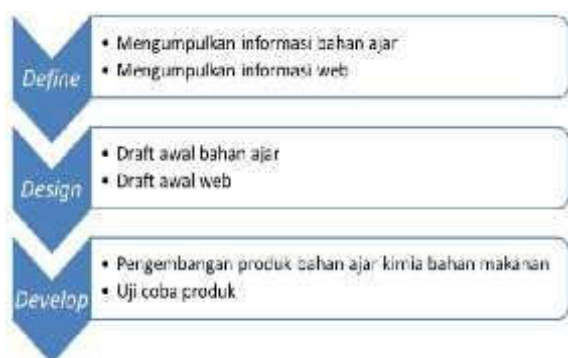 Define
• Mengumpulkan informasi bahan ajar
• Mengumpulkan informasi web
Design
• Draft awal bahan ajar
• Draft awal web
Develop
• Pengembangan produk bahan ajar kimia bahan makanan
• Uji coba produk